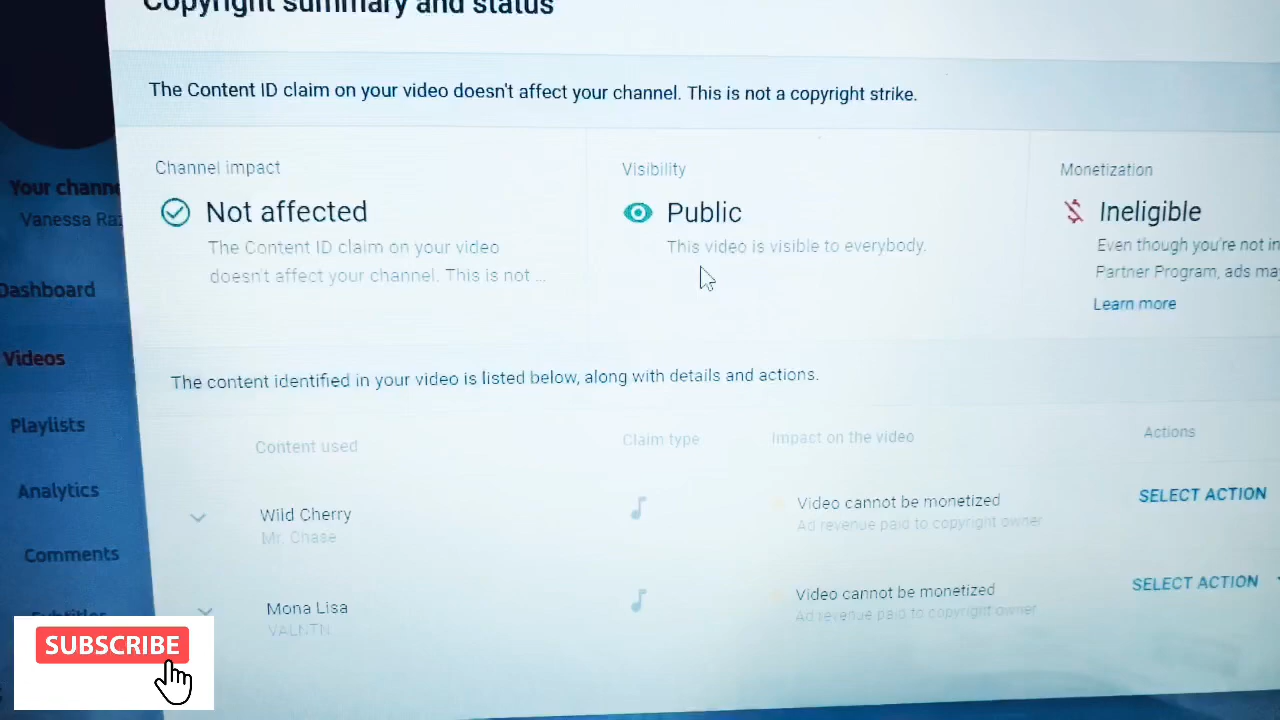 Copyright summary and status
The Content ID claim on your video doesn't affect your channel. This is not a copyright strike.
Channel impact
Not affected
The Content ID claim on your video
doesn't affect your channel. This is not ...
Visibility
Public
This video is visible to everybody.
Monetization
Ineligible
Even though you're not in
Partner Program, ads may
Learn more
Your channel
Vanessa
Dashboard
Videos
Playlists
Analytics
Comments
Subtitles
The content identified in your video is listed below, along with details and actions.
Content used
Claim type
Impact on the video
Actions
Wild Cherry
Mr. Chase
Video cannot be monetized
Ad revenue paid to copyright owner
SELECT ACTION
Mona Lisa
VALNTN
Video cannot be monetized
Ad revenue paid to copyright owner
SELECT ACTION
SUBSCRIBE